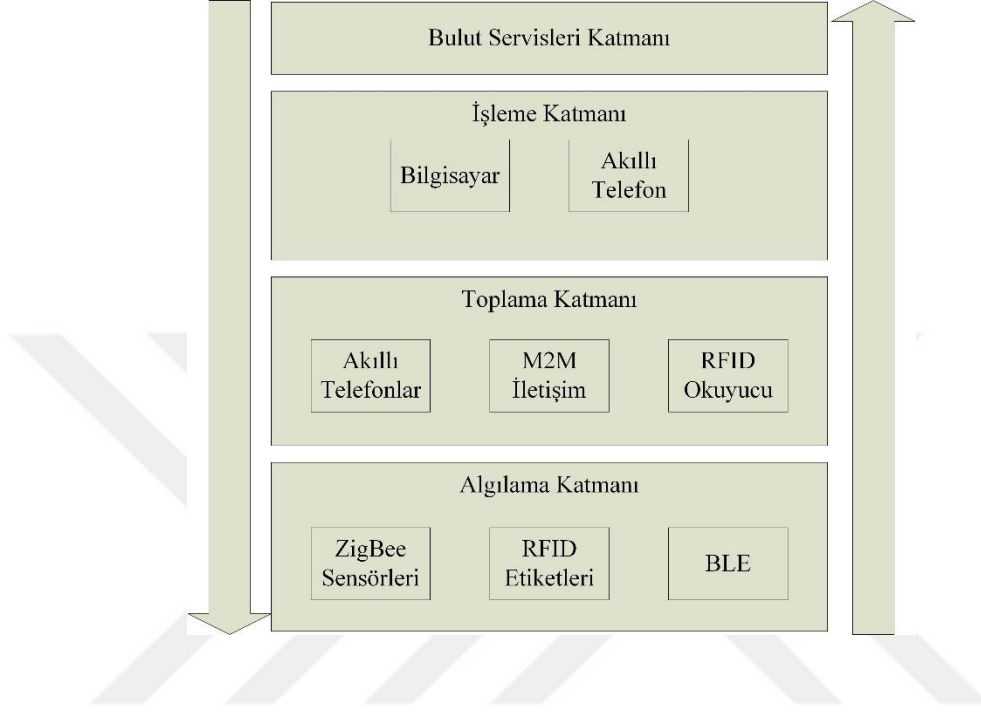 Bulut Servisleri Katmanı
İşleme Katmanı
Bilgisayar
Akıllı
Telefon
Toplama Katmanı
Akıllı
Telefonlar
M2M
İletişim
RFID
Okuyucu
Algılama Katmanı
ZigBee
Sensörleri
RFID
Etiketleri
BLE